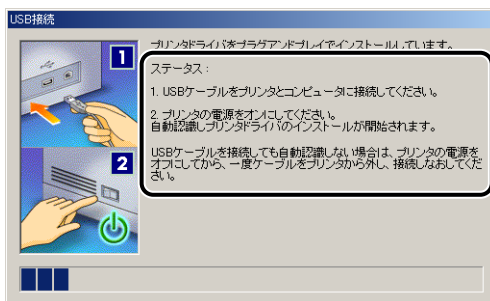 USB接続
プリンタドライバをプラグアンドプレイでインストールしています。
1
ステータス：
1. USBケーブルをプリンタとコンピュータに接続してください。
2. プリンタの電源をオンにしてください。
自動認識しプリンタドライバのインストールが開始されます。
USBケーブルを接続しても自動認識しない場合は、プリンタの電源を
オフにしてから、一度ケーブルをプリンタから外し、接続しなおしてくだ
さい。
2